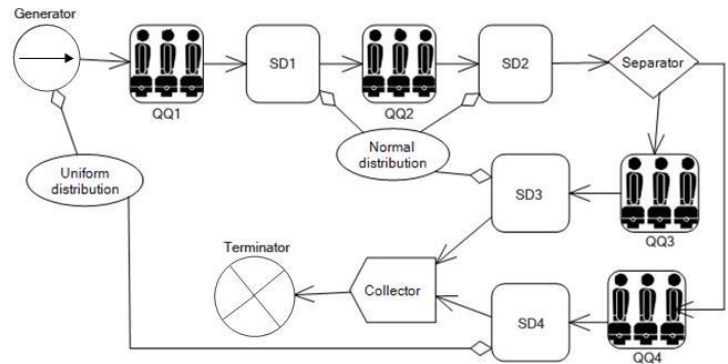 Generator
QQ1
SD1
QQ2
SD2
Separator
Uniform
distribution
Normal
distribution
SD3
QQ3
Terminator
Collector
SD4
QQ4